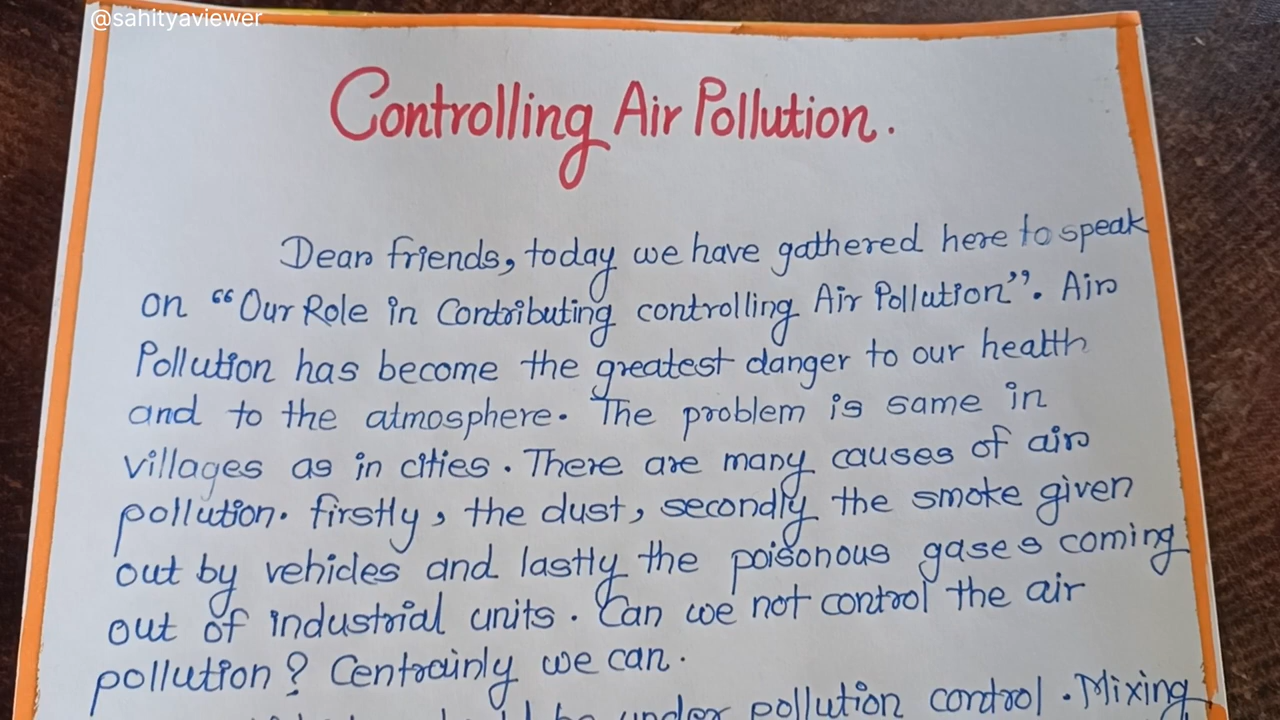 @sahityaviewer
Controlling Air Pollution.
Dear friends, today we have gathered here to speak
on “Our Role in Contributing controlling Air Pollution”. Air
Pollution has become the greatest danger to our health
and to the atmosphere. The problem is same in
villages as in cities. There are many causes of air
pollution. firstly, the dust, secondly the smoke given
out by vehicles and lastly the poisonous gases coming
out of industrial units. Can we not control the air
pollution? Centrainly we can.
under pollution control. Mixing